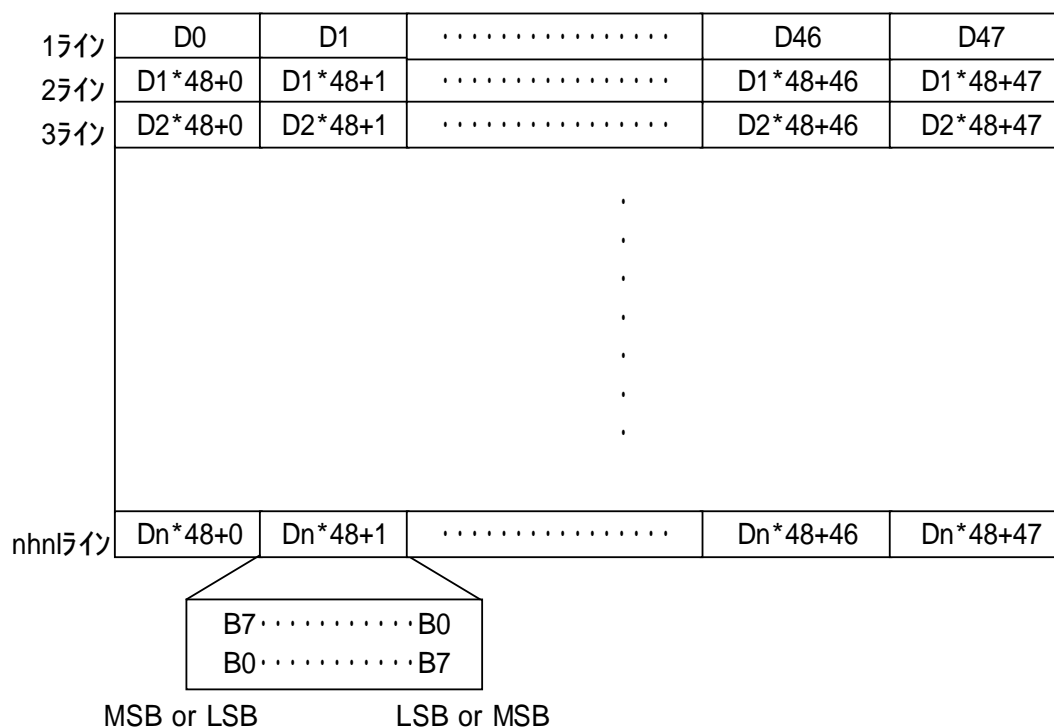 1ライン D0 D1 ・・・・・・・・・・・・・・・・ D46 D47
2ライン D1*48+0 D1*48+1 ・・・・・・・・・・・・・・・・ D1*48+46 D1*48+47
3ライン D2*48+0 D2*48+1 ・・・・・・・・・・・・・・・・ D2*48+46 D2*48+47
nhnlライン Dn*48+0 Dn*48+1 ・・・・・・・・・・・・・・・・ Dn*48+46 Dn*48+47
B7・・・・・・・・・・・B0
B0・・・・・・・・・・・B7
MSB or LSB LSB or MSB